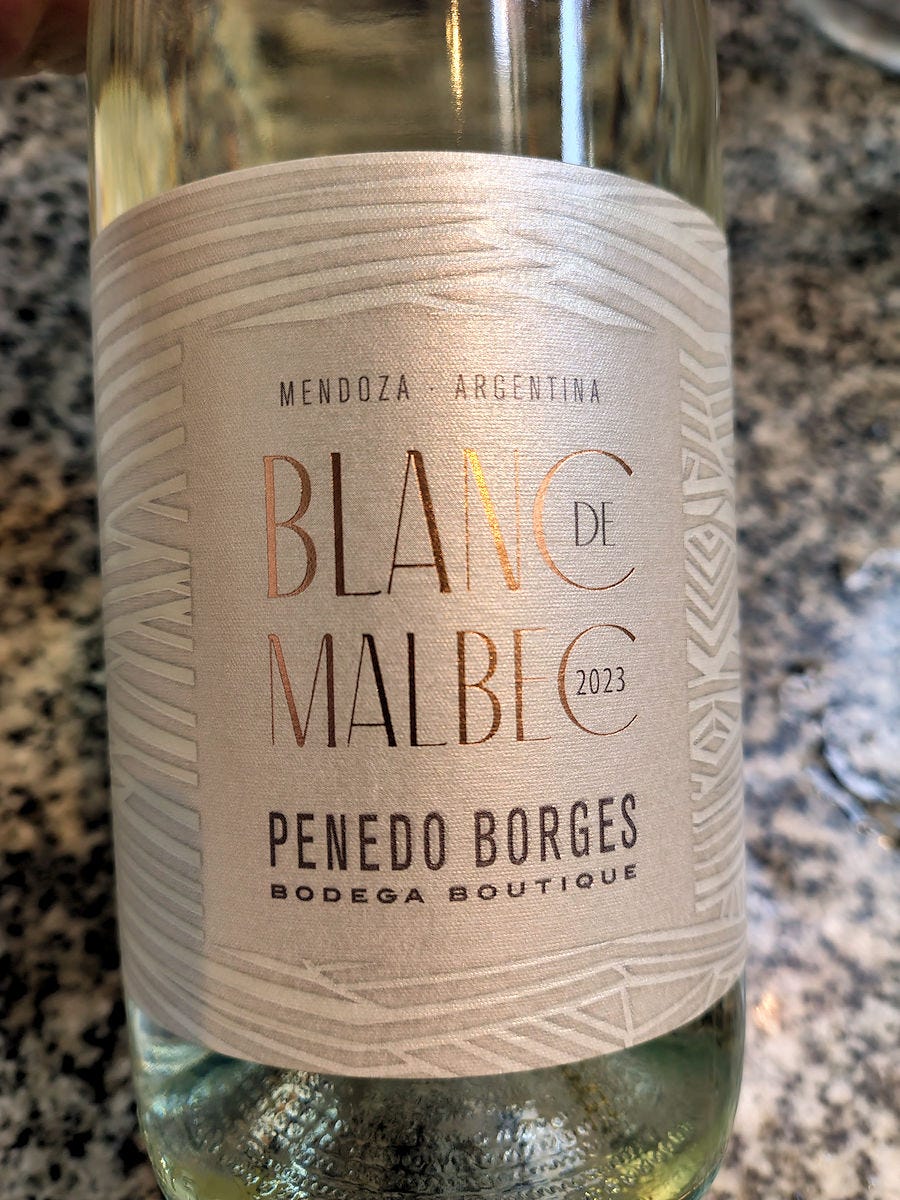 MENDOZA · ARGENTINA
BLANC DE
MALBEC 2023
PENEDO BORGES
BODEGA BOUTIQUE